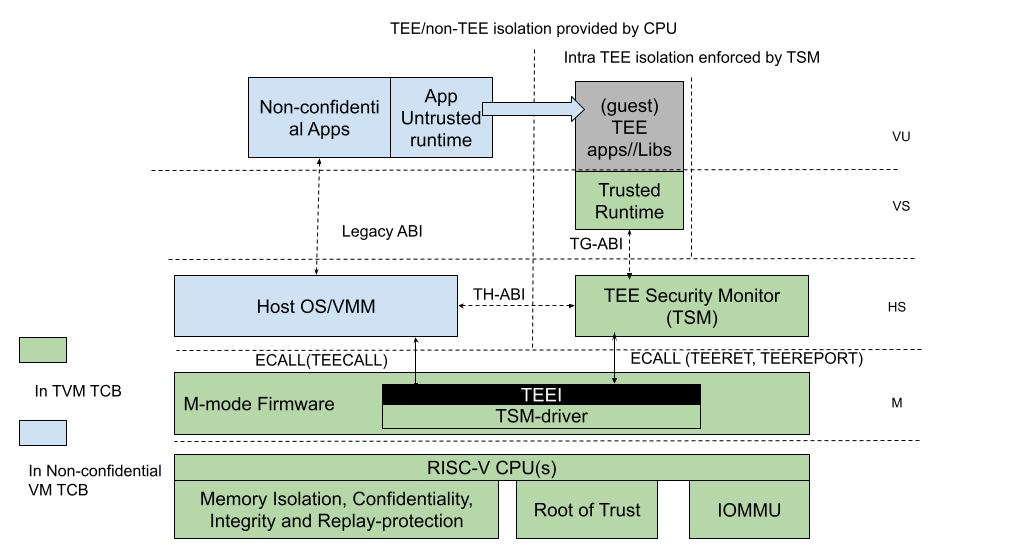 TEE/non-TEE isolation provided by CPU
Intra TEE isolation enforced by TSM
Non-confidenti
al Apps
App
Untrusted
runtime
(guest)
TEE
apps//Libs
VU
Trusted
Runtime
VS
Legacy ABI
TG-ABI
Host OS/VMM
TH-ABI
TEE Security Monitor
(TSM)
HS
ECALL(TEECALL)
ECALL (TEERET, TEEREPORT)
In TVM TCB
M-mode Firmware
TEEI
TSM-driver
M
In Non-confidential
VM TCB
RISC-V CPU(s)
Memory Isolation, Confidentiality,
Integrity and Replay-protection
Root of Trust
IOMMU